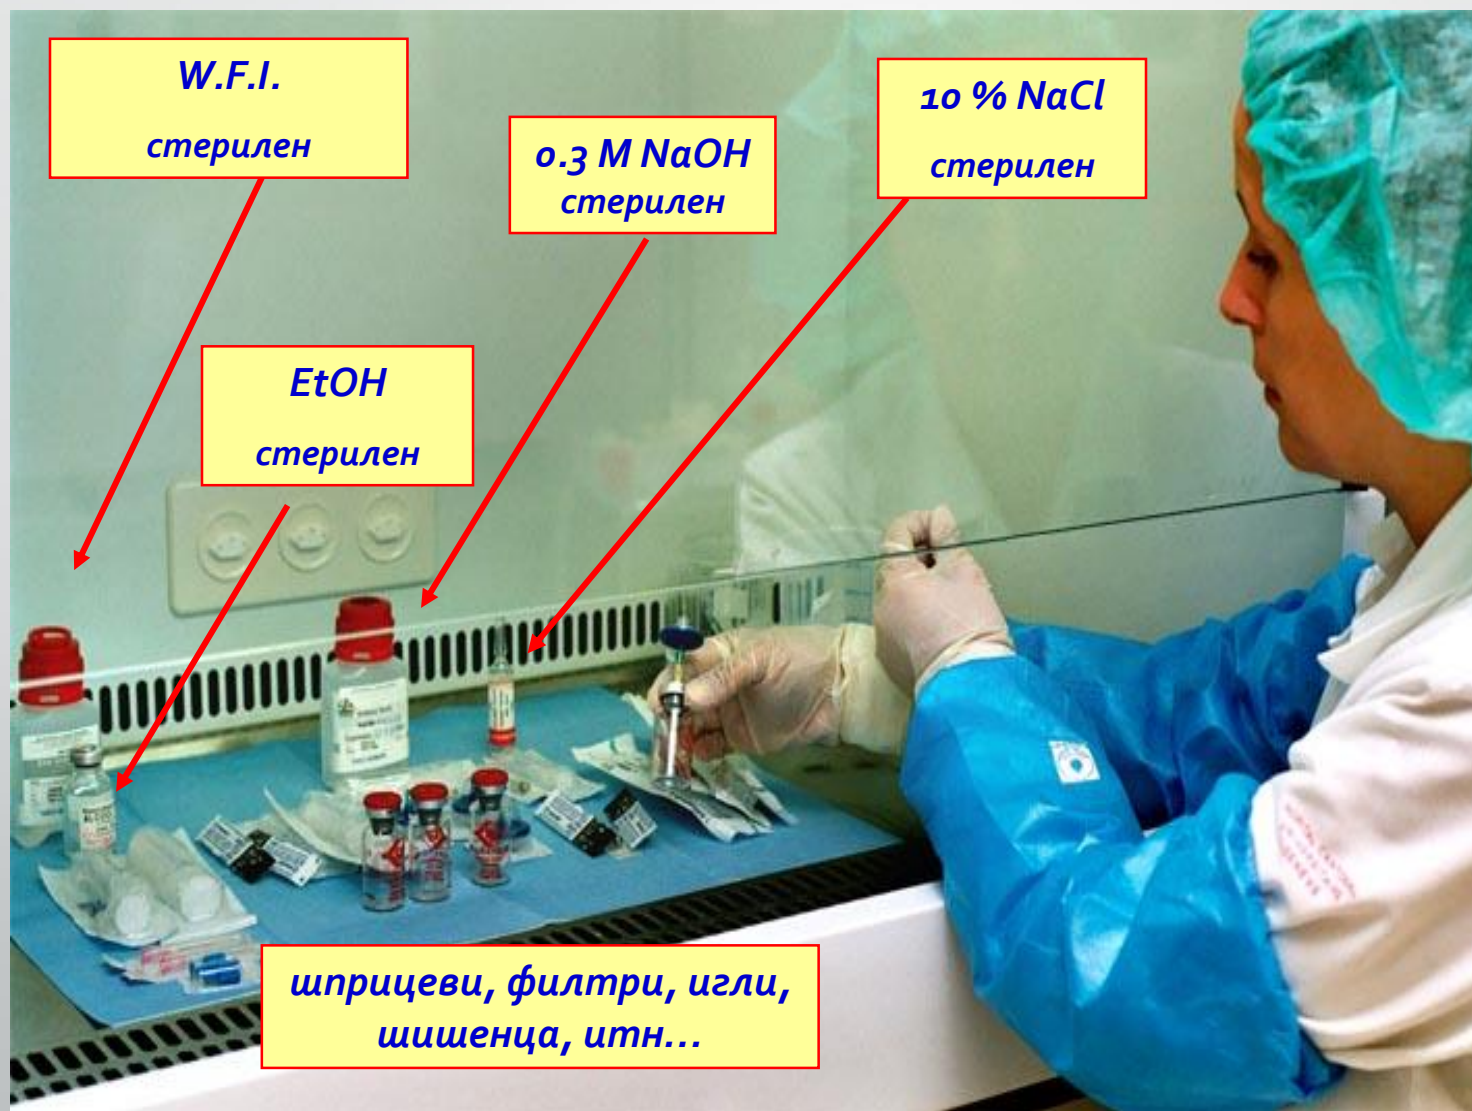 W.F.I.
стерилен
0.3 M NaOH
стерилен
10 % NaCl
стерилен
EtOH
стерилен
шприцеви, филтри, игли,
шишенца, итн...